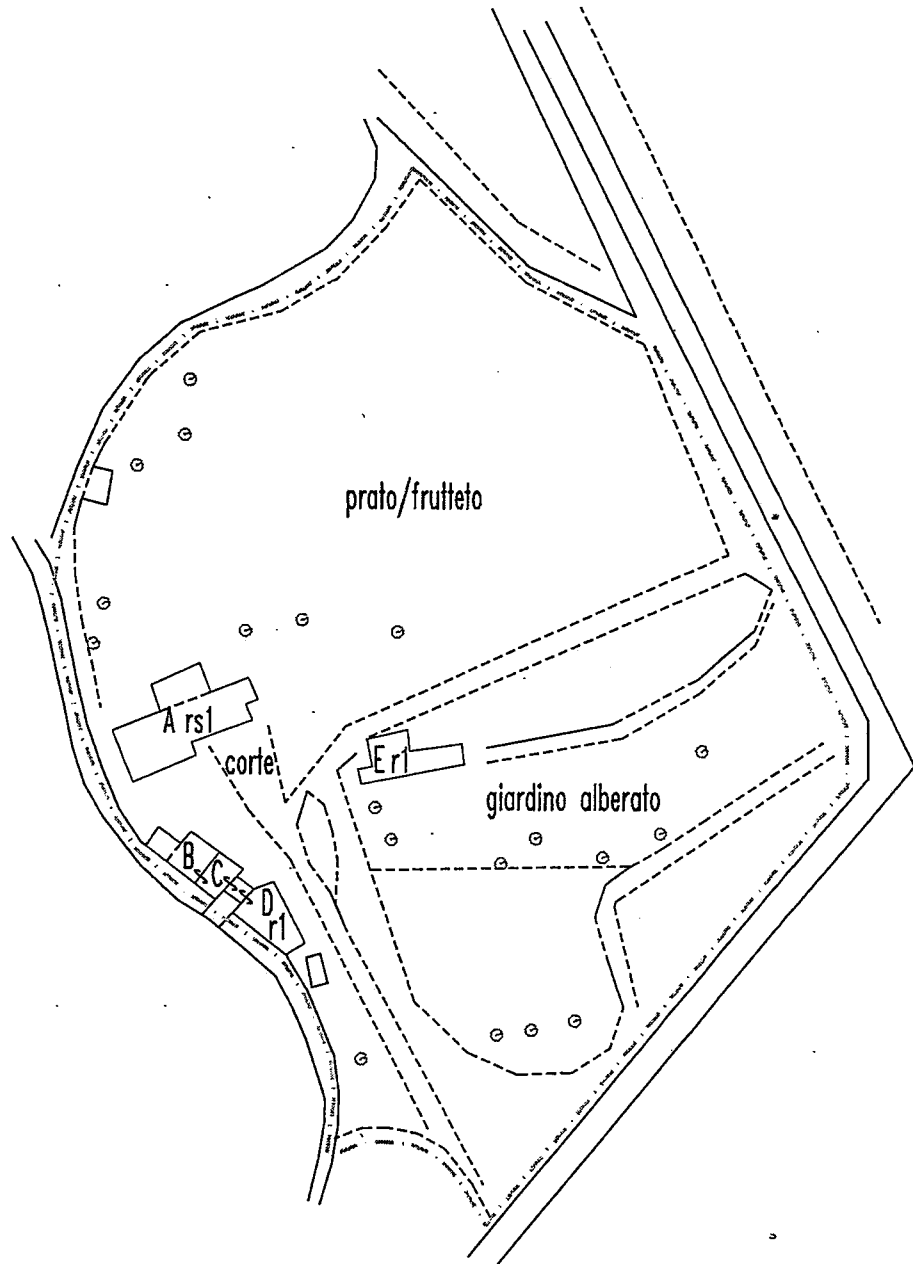 prato/frutteto
A rs1
corte
E r1
giardino alberato
B
C
D
r1